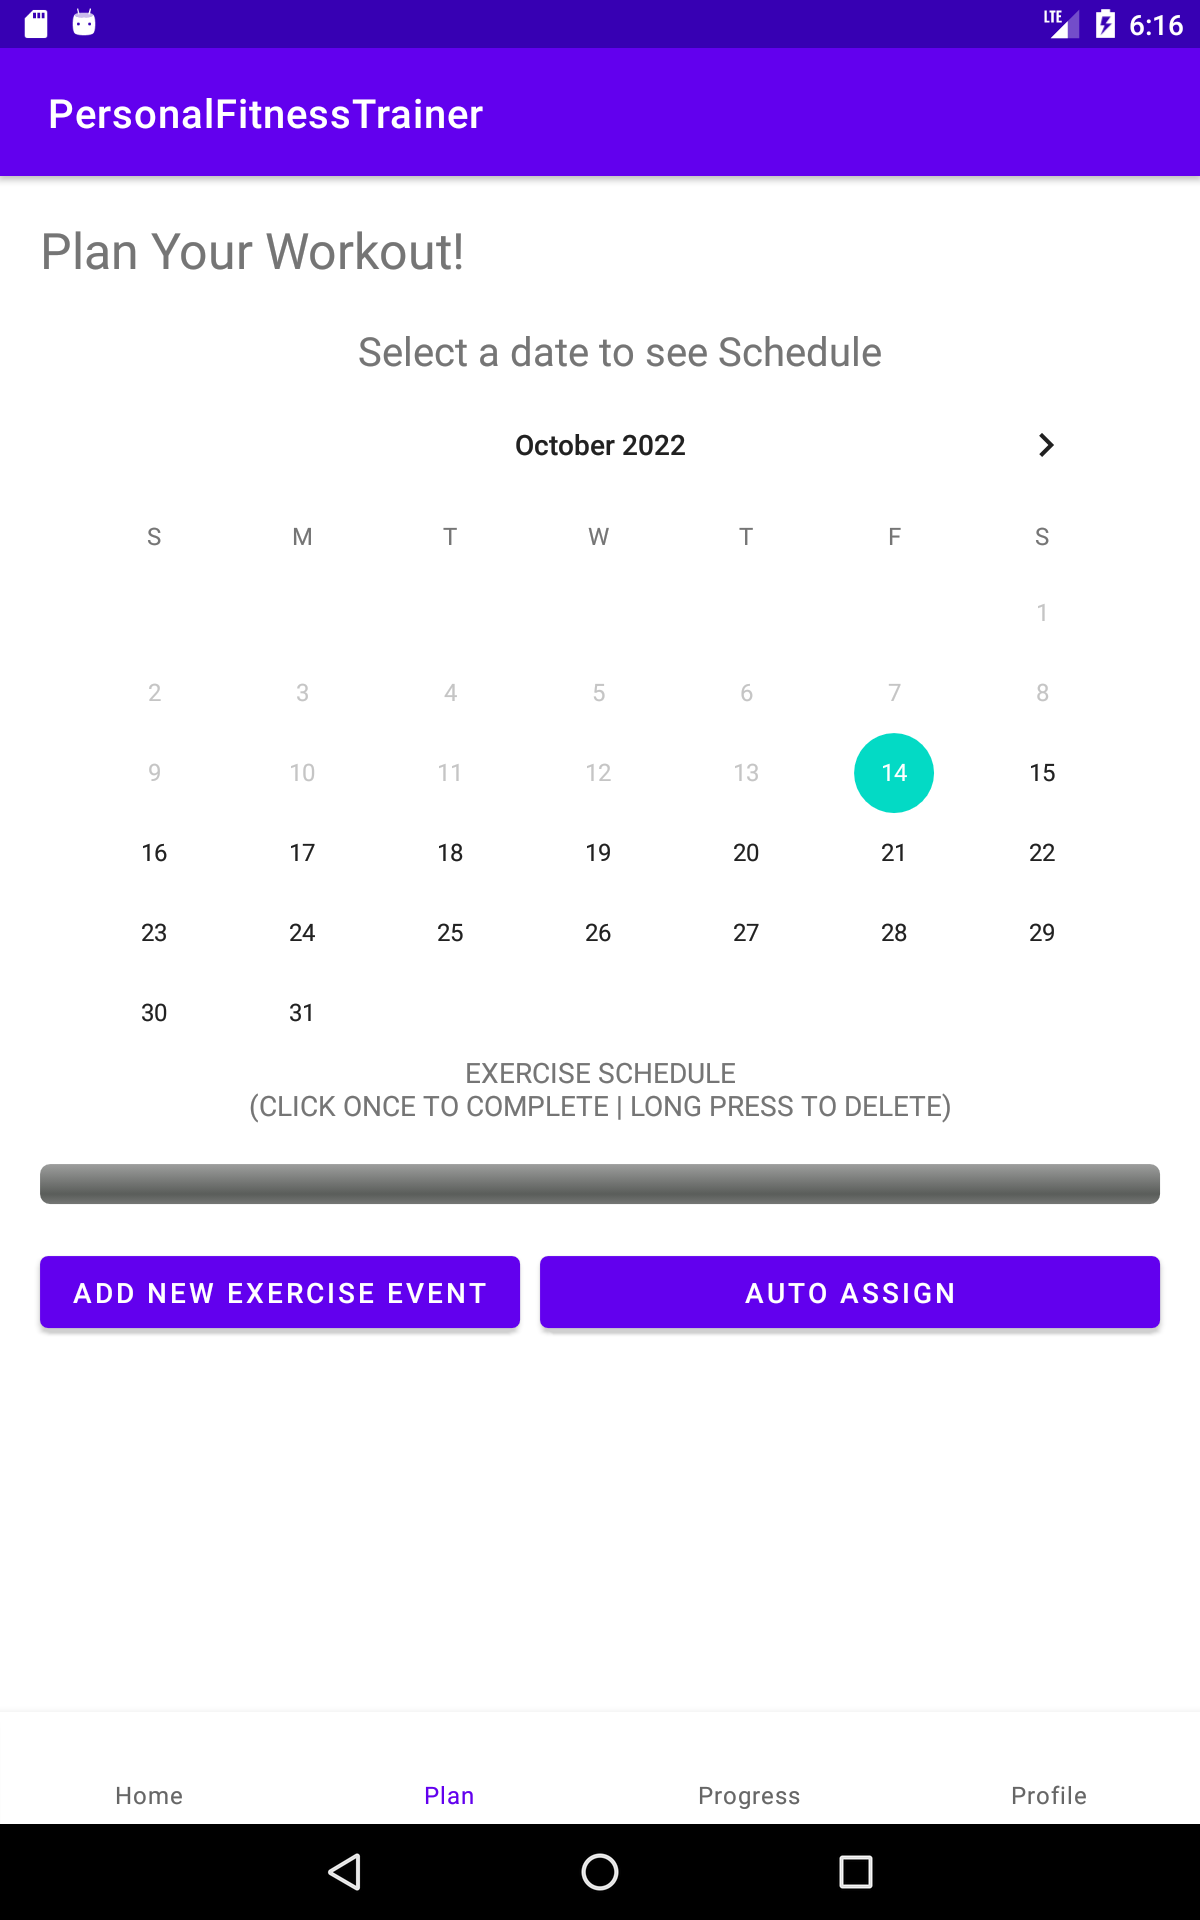 LTE 6:16
PersonalFitnessTrainer
Plan Your Workout!
Select a date to see Schedule
October 2022
S M T W T F S
1
2 3 4 5 6 7 8
9 10 11 12 13 14 15
16 17 18 19 20 21 22
23 24 25 26 27 28 29
30 31
EXERCISE SCHEDULE
(CLICK ONCE TO COMPLETE | LONG PRESS TO DELETE)
ADD NEW EXERCISE EVENT AUTO ASSIGN
Home Plan Progress Profile